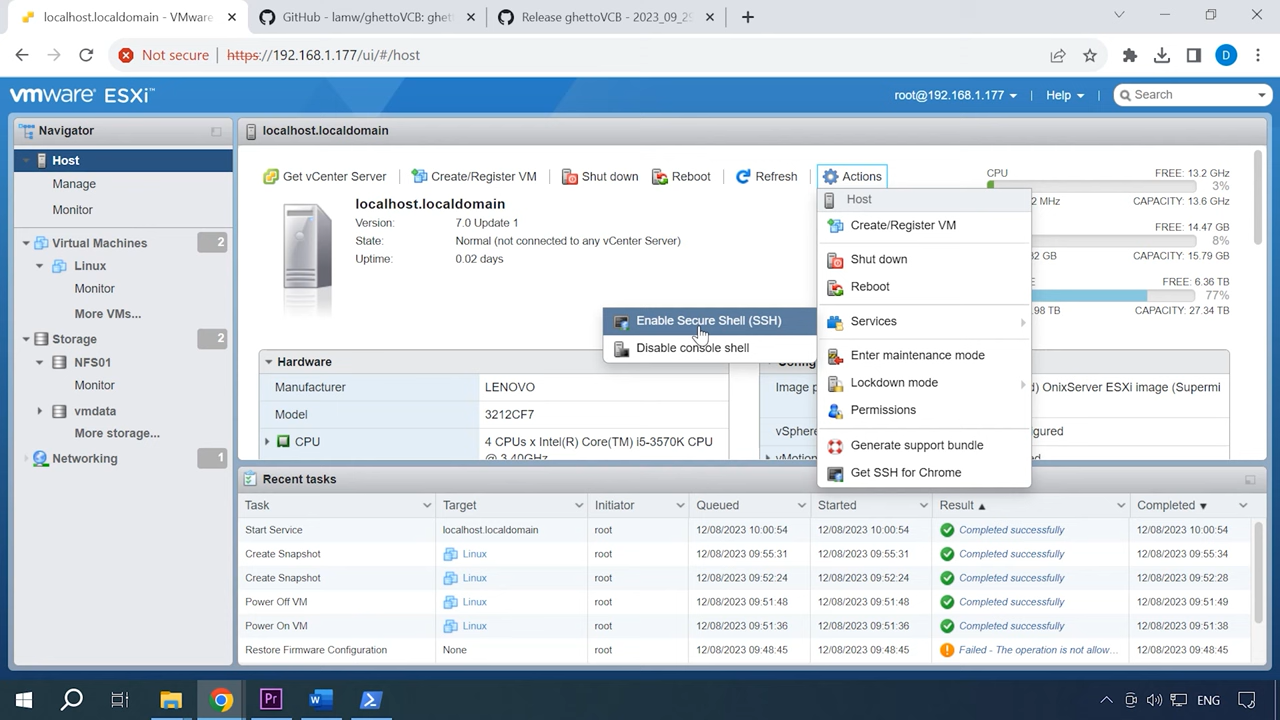 localhost.localdomain - VMware
GitHub - lamw/ghettoVCB: ghett
Release ghettoVCB - 2023_09_
Not secure
https://192.168.1.177/ui/#/host
D
vmware ESXi
root@192.168.1.177
Help
Search
Navigator
Host
Manage
Monitor
Virtual Machines
2
Linux
Monitor
More VMs...
Storage
2
NFS01
Monitor
vmdata
More storage...
Networking
1
localhost.localdomain
Get vCenter Server
Create/Register VM
Shut down
Reboot
Refresh
Actions
localhost.localdomain
Version: 7.0 Update 1
State: Normal (not connected to any vCenter Server)
Uptime: 0.02 days
CPU FREE: 13.2 GHz
3%
MHz CAPACITY: 13.6 GHz
FREE: 14.47 GB
8%
GB CAPACITY: 15.79 GB
FREE: 6.36 TB
77%
.98 TB CAPACITY: 27.34 TB
Host
Create/Register VM
Shut down
Reboot
Services
Enter maintenance mode
Lockdown mode
Permissions
Generate support bundle
Get SSH for Chrome
Enable Secure Shell (SSH)
Disable console shell
Hardware
Manufacturer LENOVO
Model 3212CF7
CPU 4 CPUs x Intel(R) Core(TM) i5-3570K CPU
@ 3.40GHz
Image p
) OnixServer ESXi image (Supermi
vSphere
gured
vMotion
Recent tasks
Task Target Initiator Queued Started Result Completed
Start Service localhost.localdomain root 12/08/2023 10:00:54 12/08/2023 10:00:54 Completed successfully 12/08/2023 10:00:54
Create Snapshot Linux root 12/08/2023 09:55:31 12/08/2023 09:55:31 Completed successfully 12/08/2023 09:55:34
Create Snapshot Linux root 12/08/2023 09:52:24 12/08/2023 09:52:24 Completed successfully 12/08/2023 09:52:28
Power Off VM Linux root 12/08/2023 09:51:48 12/08/2023 09:51:48 Completed successfully 12/08/2023 09:51:49
Power On VM Linux root 12/08/2023 09:51:36 12/08/2023 09:51:36 Completed successfully 12/08/2023 09:51:38
Restore Firmware Configuration None root 12/08/2023 09:48:45 12/08/2023 09:48:45 Failed - The operation is not allow... 12/08/2023 09:48:45
Pr
ENG